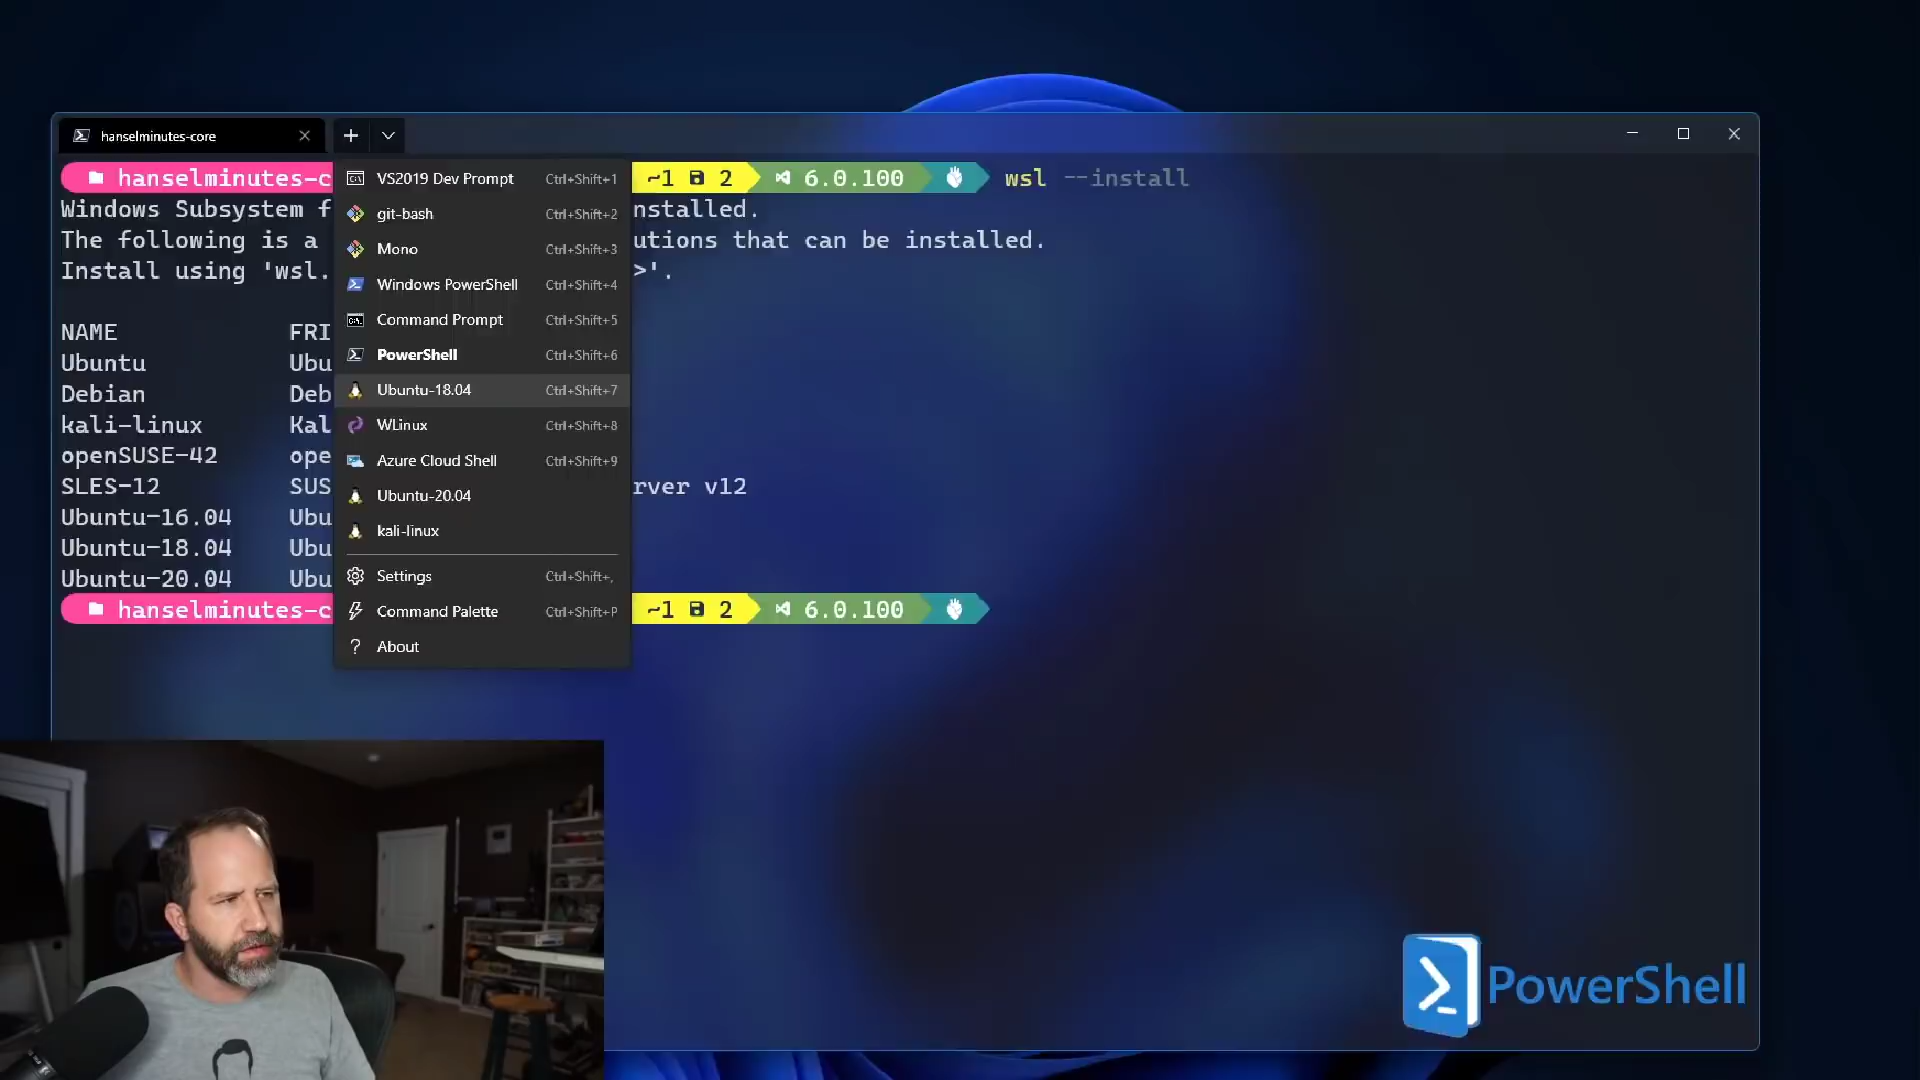 hanselminutes-core
hanselminutes-c ~1 2 6.0.100 wsl --install
Windows Subsystem f nstalled.
The following is a utions that can be installed.
Install using 'wsl. >'.
NAME FRI
Ubuntu Ubu
Debian Deb
kali-linux Kal
openSUSE-42 ope
SLES-12 SUS rver v12
Ubuntu-16.04 Ubu
Ubuntu-18.04 Ubu
Ubuntu-20.04 Ubu
hanselminutes-c ~1 2 6.0.100
VS2019 Dev Prompt Ctrl+Shift+1
git-bash Ctrl+Shift+2
Mono Ctrl+Shift+3
Windows PowerShell Ctrl+Shift+4
Command Prompt Ctrl+Shift+5
PowerShell Ctrl+Shift+6
Ubuntu-18.04 Ctrl+Shift+7
WLinux Ctrl+Shift+8
Azure Cloud Shell Ctrl+Shift+9
Ubuntu-20.04
kali-linux
Settings Ctrl+Shift+,
Command Palette Ctrl+Shift+P
About
PowerShell